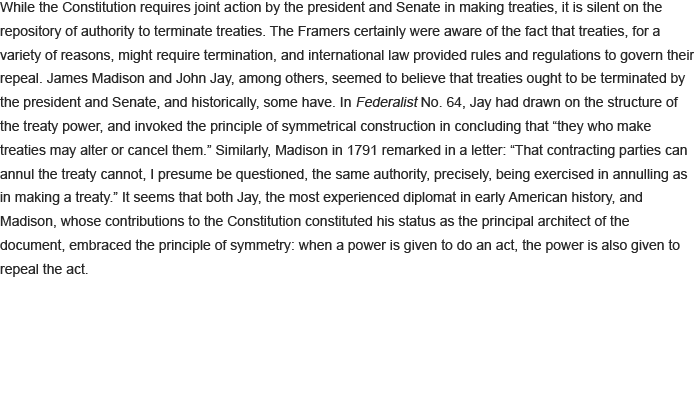 While the Constitution requires joint action by the president and Senate in making treaties, it is silent on the
repository of authority to terminate treaties. The Framers certainly were aware of the fact that treaties, for a
variety of reasons, might require termination, and international law provided rules and regulations to govern their
repeal. James Madison and John Jay, among others, seemed to believe that treaties ought to be terminated by
the president and Senate, and historically, some have. In Federalist No. 64, Jay had drawn on the structure of
the treaty power, and invoked the principle of symmetrical construction in concluding that “they who make
treaties may alter or cancel them.” Similarly, Madison in 1791 remarked in a letter: “That contracting parties can
annul the treaty cannot, I presume be questioned, the same authority, precisely, being exercised in annulling as
in making a treaty.” It seems that both Jay, the most experienced diplomat in early American history, and
Madison, whose contributions to the Constitution constituted his status as the principal architect of the
document, embraced the principle of symmetry: when a power is given to do an act, the power is also given to
repeal the act.